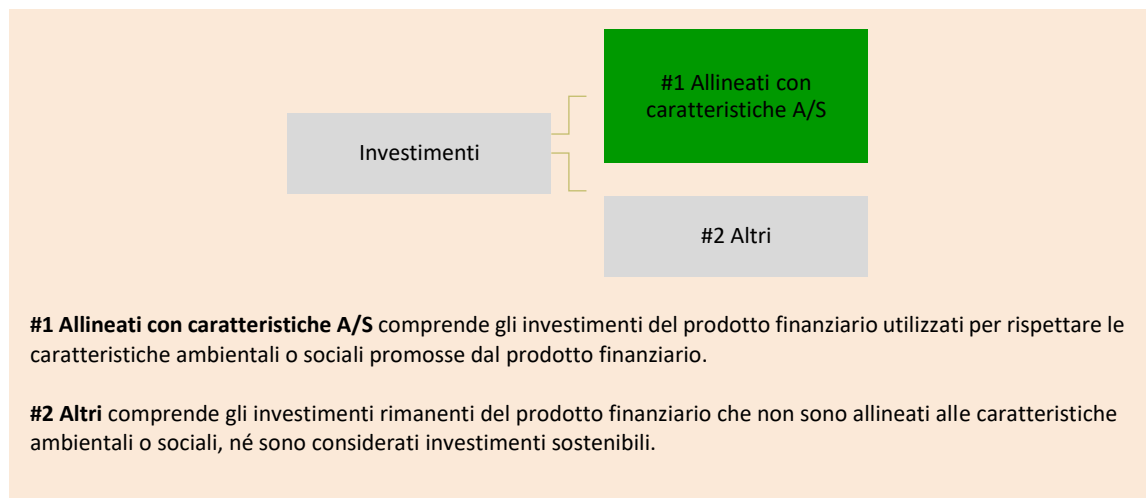 #1 Allineati con
caratteristiche A/S
Investimenti
#2 Altri
#1 Allineati con caratteristiche A/S comprende gli investimenti del prodotto finanziario utilizzati per rispettare le
caratteristiche ambientali o sociali promosse dal prodotto finanziario.
#2 Altri comprende gli investimenti rimanenti del prodotto finanziario che non sono allineati alle caratteristiche
ambientali o sociali, né sono considerati investimenti sostenibili.